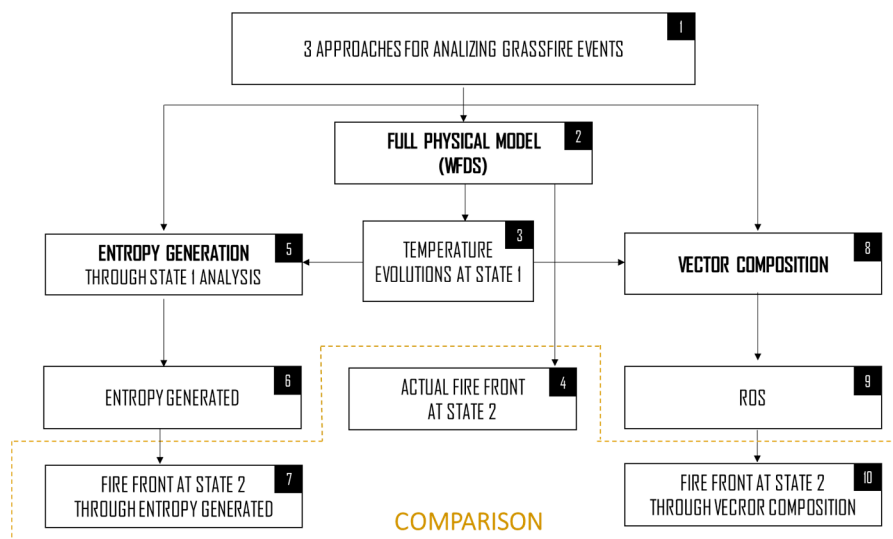 1
3 APPROACHES FOR ANALIZING GRASSFIRE EVENTS
2
FULL PHYSICAL MODEL
(WFDS)
3
TEMPERATURE
EVOLUTIONS AT STATE 1
5
ENTROPY GENERATION
THROUGH STATE 1 ANALYSIS
8
VECTOR COMPOSITION
6
ENTROPY GENERATED
4
ACTUAL FIRE FRONT
AT STATE 2
9
ROS
7
FIRE FRONT AT STATE 2
THROUGH ENTROPY GENERATED
10
FIRE FRONT AT STATE 2
THROUGH VECROR COMPOSITION
COMPARISON